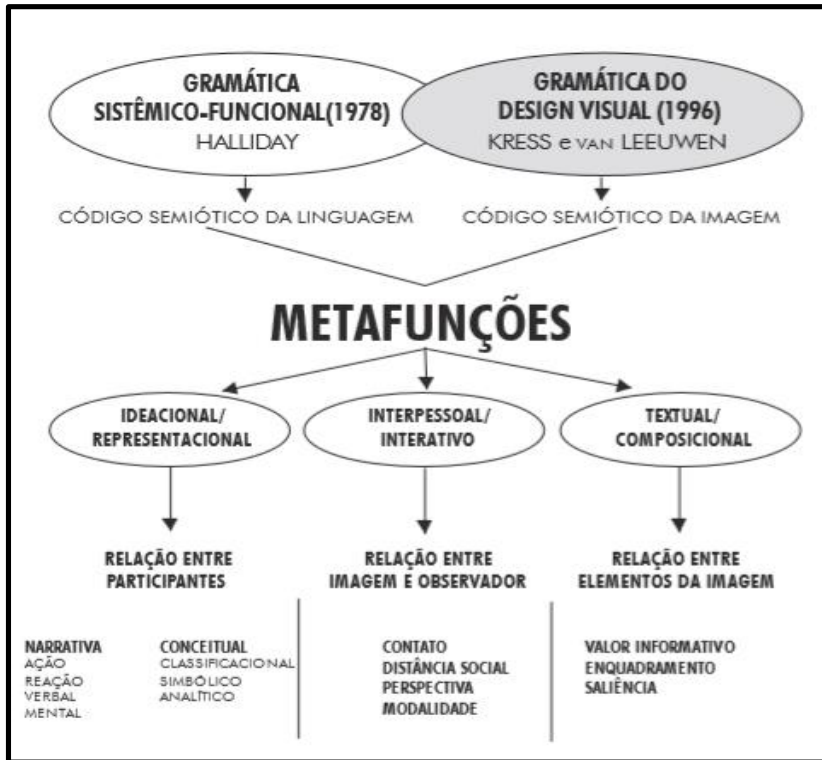 GRAMÁTICA
SISTÊMICO-FUNCIONAL(1978)
HALLIDAY
GRAMÁTICA DO
DESIGN VISUAL (1996)
KRESS e VAN LEEUWEN
CÓDIGO SEMIÓTICO DA LINGUAGEM
CÓDIGO SEMIÓTICO DA IMAGEM
METAFUNÇÕES
IDEACIONAL/
REPRESENTACIONAL
INTERPESSOAL/
INTERATIVO
TEXTUAL/
COMPOSICIONAL
RELAÇÃO ENTRE
PARTICIPANTES
RELAÇÃO ENTRE
IMAGEM E OBSERVADOR
RELAÇÃO ENTRE
ELEMENTOS DA IMAGEM
NARRATIVA
AÇÃO
REAÇÃO
VERBAL
MENTAL
CONCEITUAL
CLASSIFICACIONAL
SIMBÓLICO
ANALÍTICO
CONTATO
DISTÂNCIA SOCIAL
PERSPECTIVA
MODALIDADE
VALOR INFORMATIVO
ENQUADRAMENTO
SALIÊNCIA